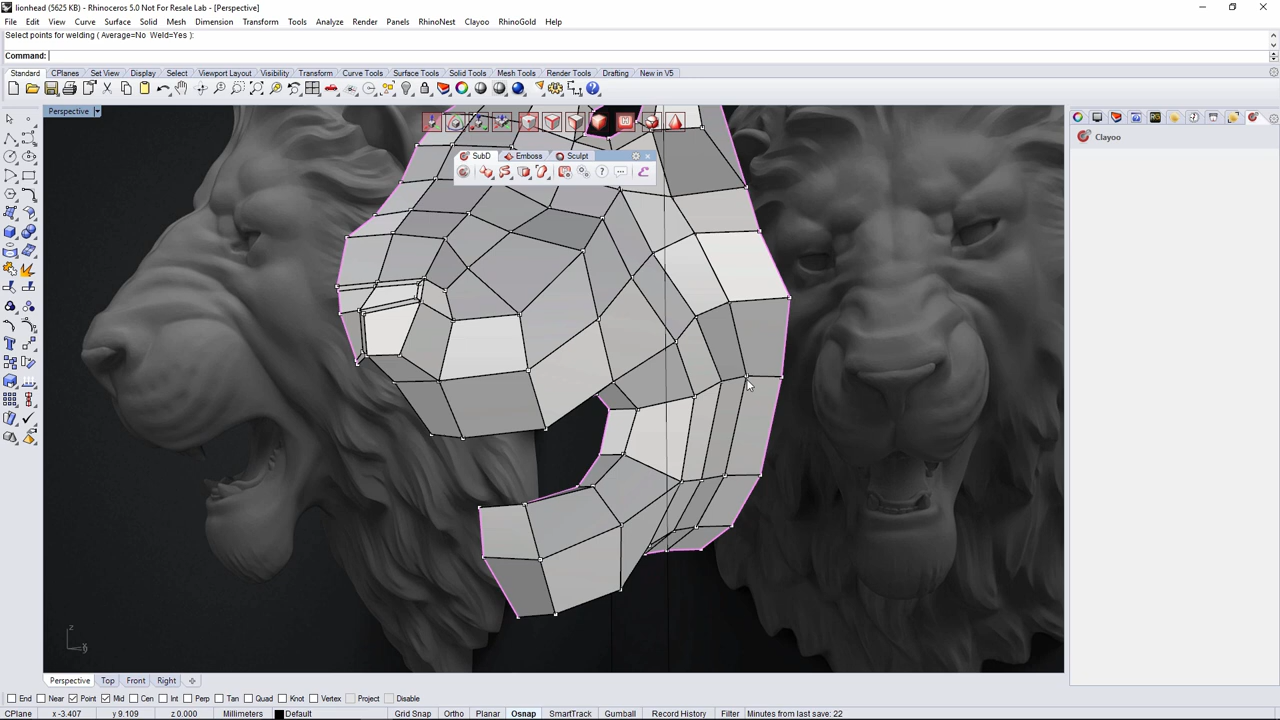 lionhead (5625 KB) - Rhinoceros 5.0 Not For Resale Lab - [Perspective]
File Edit View Curve Surface Solid Mesh Dimension Transform Tools Analyze Render Panels RhinoNest Clayoo RhinoGold Help
Select points for welding ( Average=No Weld=Yes ):
Command:
Standard CPlanes Set View Display Select Viewport Layout Visibility Transform Curve Tools Surface Tools Solid Tools Mesh Tools Render Tools Drafting New in V5
Perspective
Clayoo
SubD Emboss Sculpt
z
Perspective Top Front Right
End Near Point Mid Cen Int Perp Tan Quad Knot Vertex Project Disable
CPlane x -3.407 y 9.109 z 0.000 Millimeters Default Grid Snap Ortho Planar Osnap SmartTrack Gumball Record History Filter Minutes from last save: 22